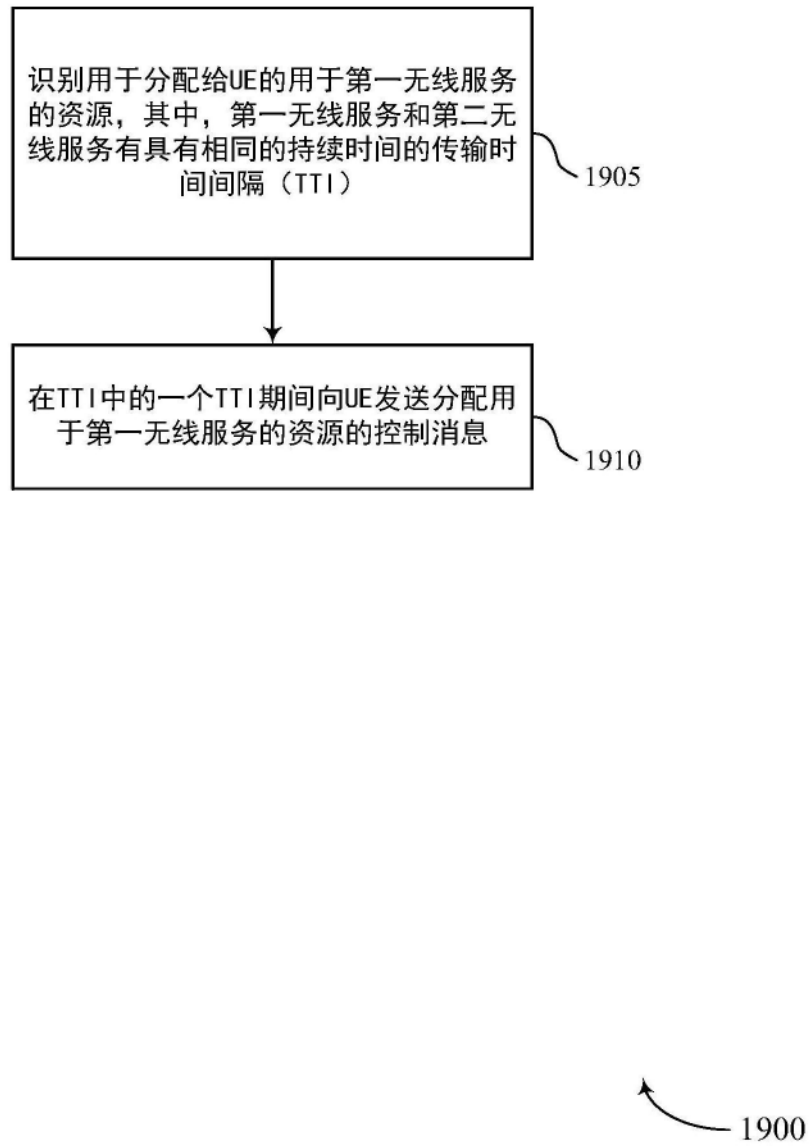 识别用于分配给UE的用于第一无线服务
的资源，其中，第一无线服务和第二无
线服务有具有相同的持续时间的传输时
间间隔（TTI）
1905
在TTI中的一个TTI期间向UE发送分配用
于第一无线服务的资源的控制消息
1910
1900